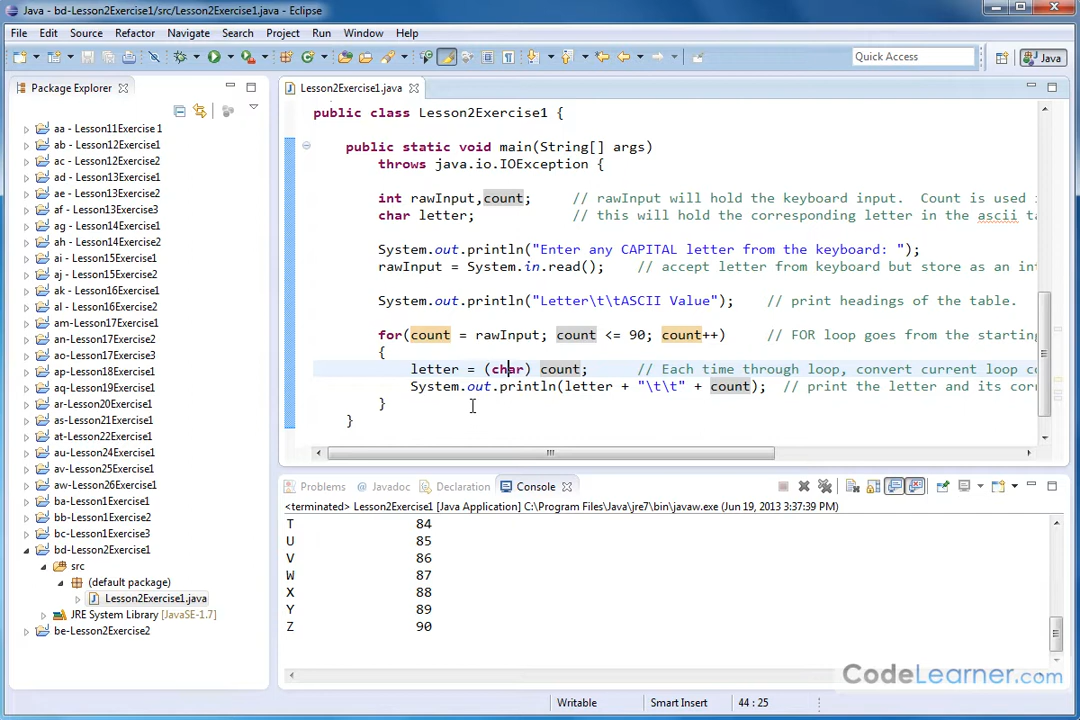 Java - bd-Lesson2Exercise1/src/Lesson2Exercise1.java - Eclipse
File Edit Source Refactor Navigate Search Project Run Window Help
Quick Access
Java
Package Explorer
aa - Lesson11Exercise 1
ab - Lesson12Exercise1
ac - Lesson12Exercise2
ad - Lesson13Exercise1
ae - Lesson13Exercise2
af - Lesson13Exercise3
ag - Lesson14Exercise1
ah - Lesson14Exercise2
ai - Lesson15Exercise1
aj - Lesson15Exercise2
ak - Lesson16Exercise1
al - Lesson16Exercise2
am-Lesson17Exercise1
an-Lesson17Exercise2
ao-Lesson17Exercise3
ap-Lesson18Exercise1
aq-Lesson19Exercise1
ar-Lesson20Exercise1
as-Lesson21Exercise1
at-Lesson22Exercise1
au-Lesson24Exercise1
av-Lesson25Exercise1
aw-Lesson26Exercise1
ba-Lesson1Exercise1
bb-Lesson1Exercise2
bc-Lesson1Exercise3
bd-Lesson2Exercise1
src
(default package)
Lesson2Exercise1.java
JRE System Library [JavaSE-1.7]
be-Lesson2Exercise2
Lesson2Exercise1.java
public class Lesson2Exercise1 {
public static void main(String[] args)
throws java.io.IOException {
int rawInput,count; // rawInput will hold the keyboard input. Count is used i
char letter; // this will hold the corresponding letter in the ascii ta
System.out.println("Enter any CAPITAL letter from the keyboard: ");
rawInput = System.in.read(); // accept letter from keyboard but store as an int
System.out.println("Letter\t\tASCII Value"); // print headings of the table.
for(count = rawInput; count <= 90; count++) // FOR loop goes from the starting
{
letter = (char) count; // Each time through loop, convert current loop co
System.out.println(letter + "\t\t" + count); // print the letter and its corr
}
}
Problems Javadoc Declaration Console
<terminated> Lesson2Exercise1 [Java Application] C:\Program Files\Java\jre7\bin\javaw.exe (Jun 19, 2013 3:37:39 PM)
T 84
U 85
V 86
W 87
X 88
Y 89
Z 90
CodeLearner.com
Writable Smart Insert 44 : 25